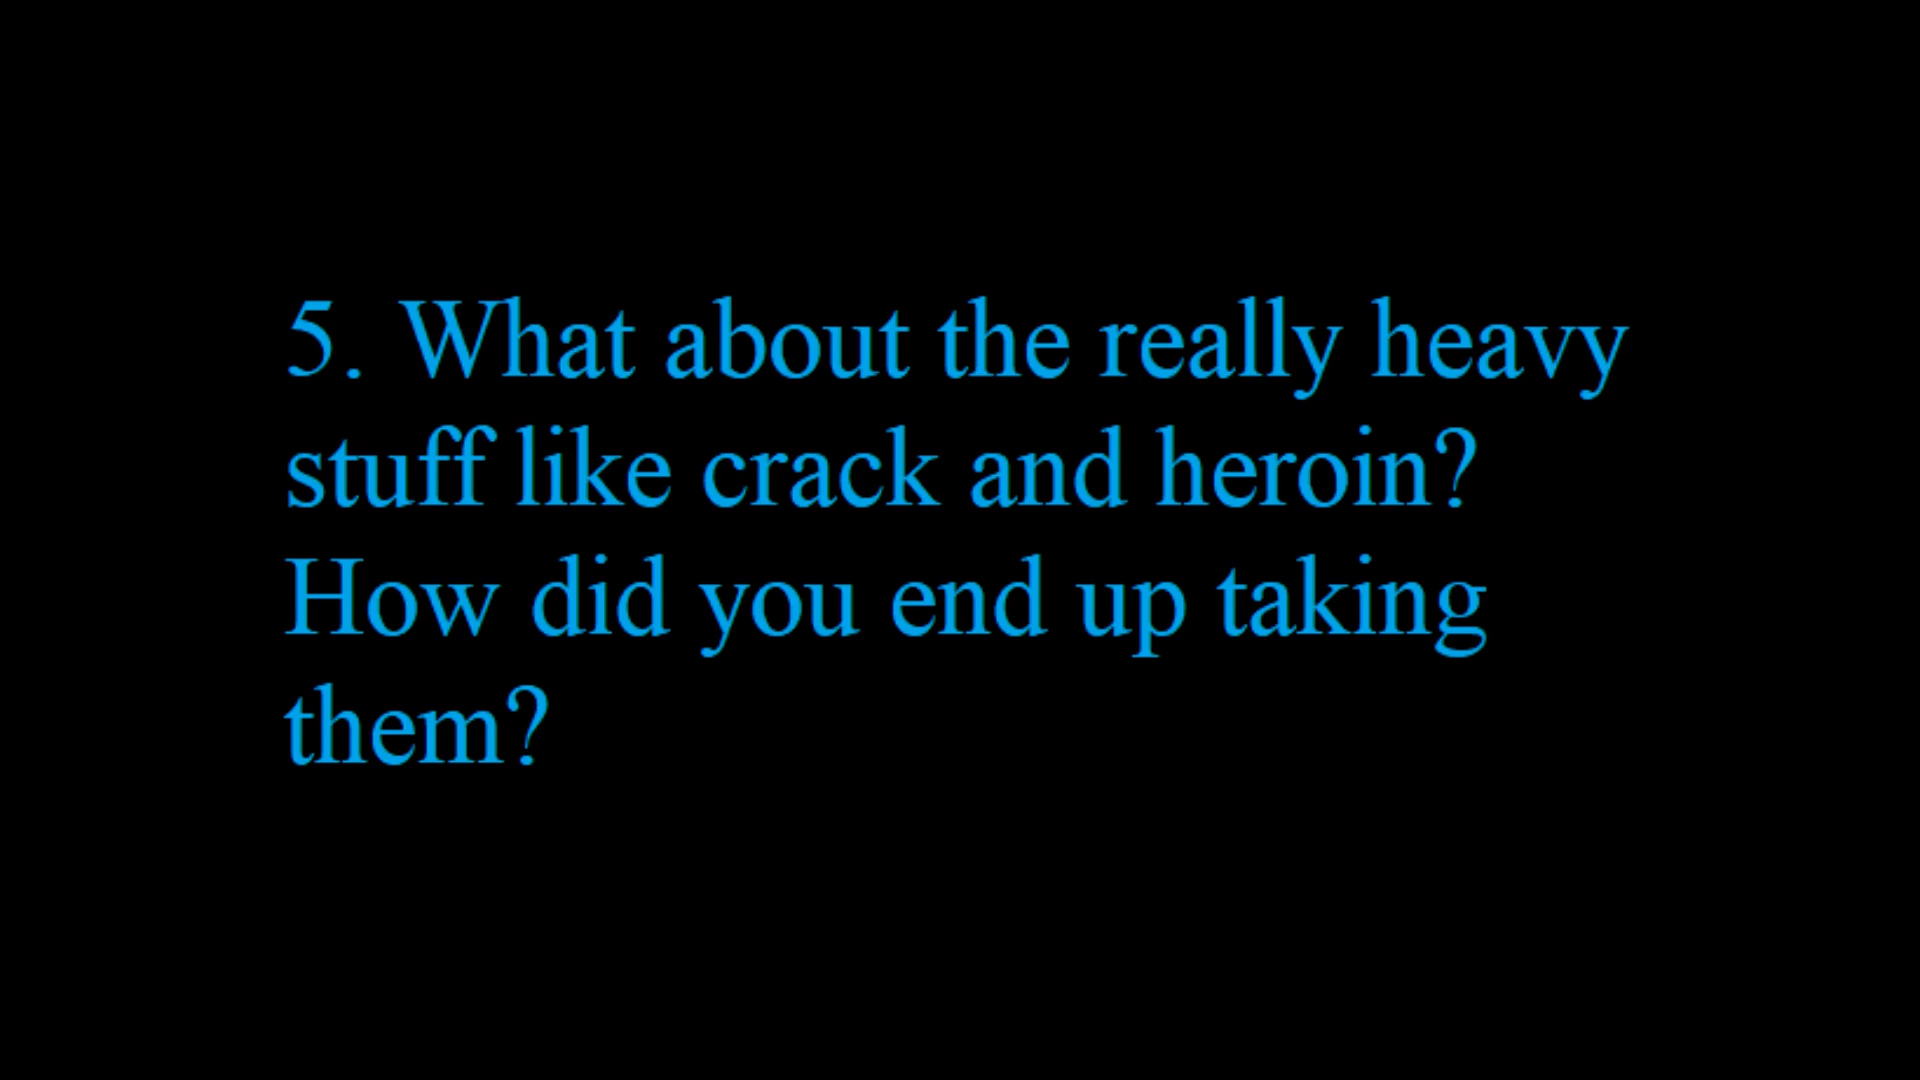 5. What about the really heavy
stuff like crack and heroin?
How did you end up taking
them?